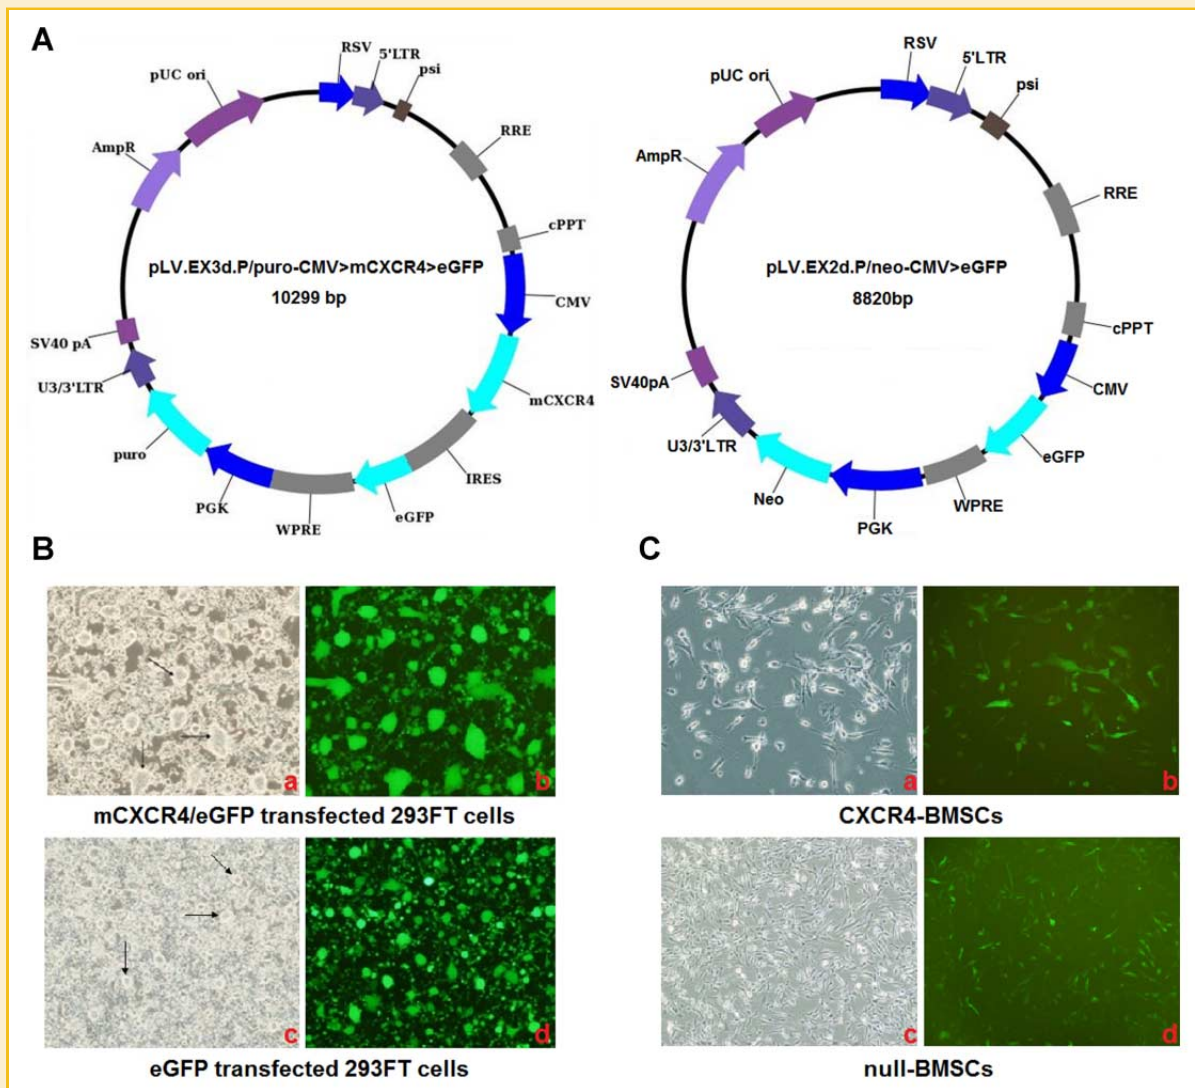 A
RSV
5'LTR
psi
pUC ori
RRE
AmpR
cPPT
pLV.EX3d.P/puro-CMV>mCXCR4>eGFP
10299 bp
CMV
SV40 pA
U3/3'LTR
mCXCR4
puro
IRES
PGK
eGFP
WPRE
RSV
5'LTR
pUC ori
psi
AmpR
RRE
pLV.EX2d.P/neo-CMV>eGFP
8820bp
cPPT
SV40pA
CMV
U3/3'LTR
eGFP
Neo
WPRE
PGK
B
a
b
mCXCR4/eGFP transfected 293FT cells
c
d
eGFP transfected 293FT cells
C
a
b
CXCR4-BMSCs
c
d
null-BMSCs